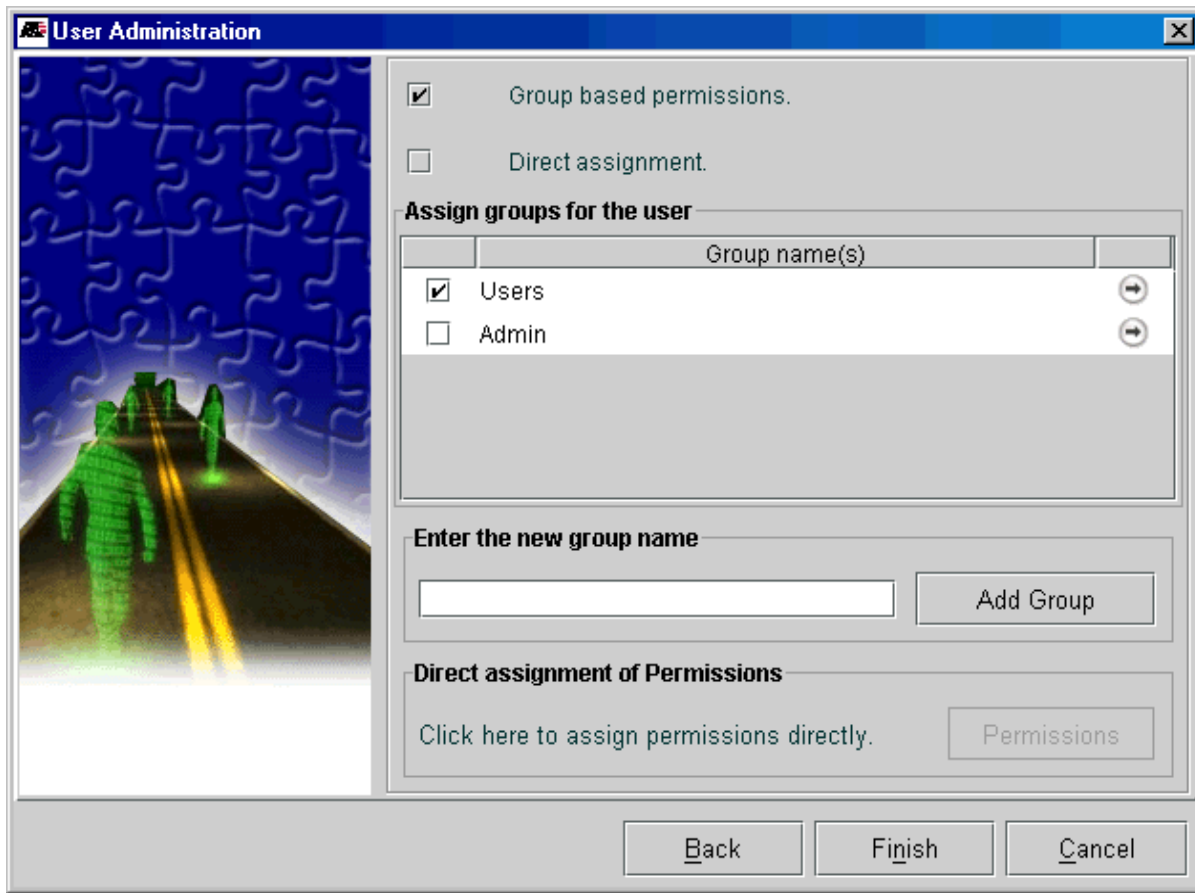 User Administration
Group based permissions.
Direct assignment.
Assign groups for the user
Group name(s)
Users
Admin
Enter the new group name
Add Group
Direct assignment of Permissions
Click here to assign permissions directly.
Permissions
Back
Finish
Cancel